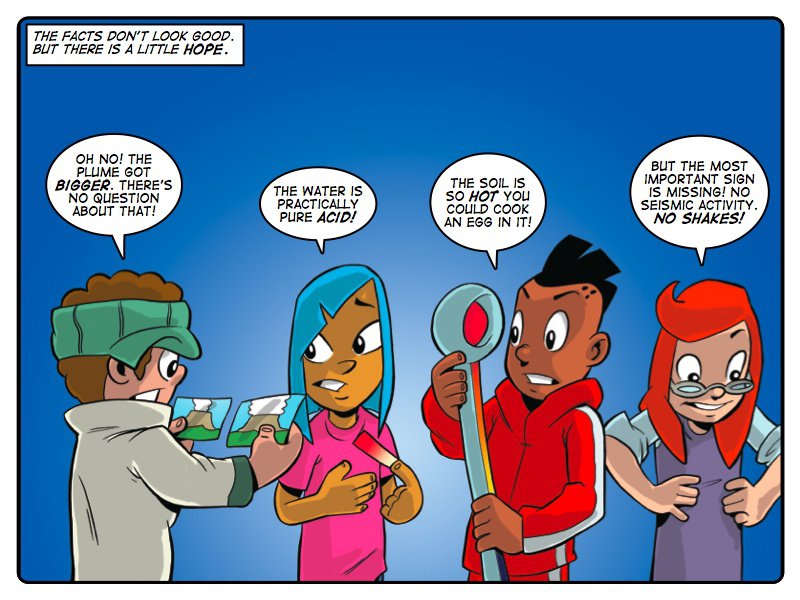 THE FACTS DON'T LOOK GOOD.
BUT THERE IS A LITTLE HOPE.
OH NO! THE
PLUME GOT
BIGGER. THERE'S
NO QUESTION
ABOUT THAT!
THE WATER IS
PRACTICALLY
PURE ACID!
THE SOIL IS
SO HOT YOU
COULD COOK
AN EGG IN IT!
BUT THE MOST
IMPORTANT SIGN
IS MISSING! NO
SEISMIC ACTIVITY.
NO SHAKES!